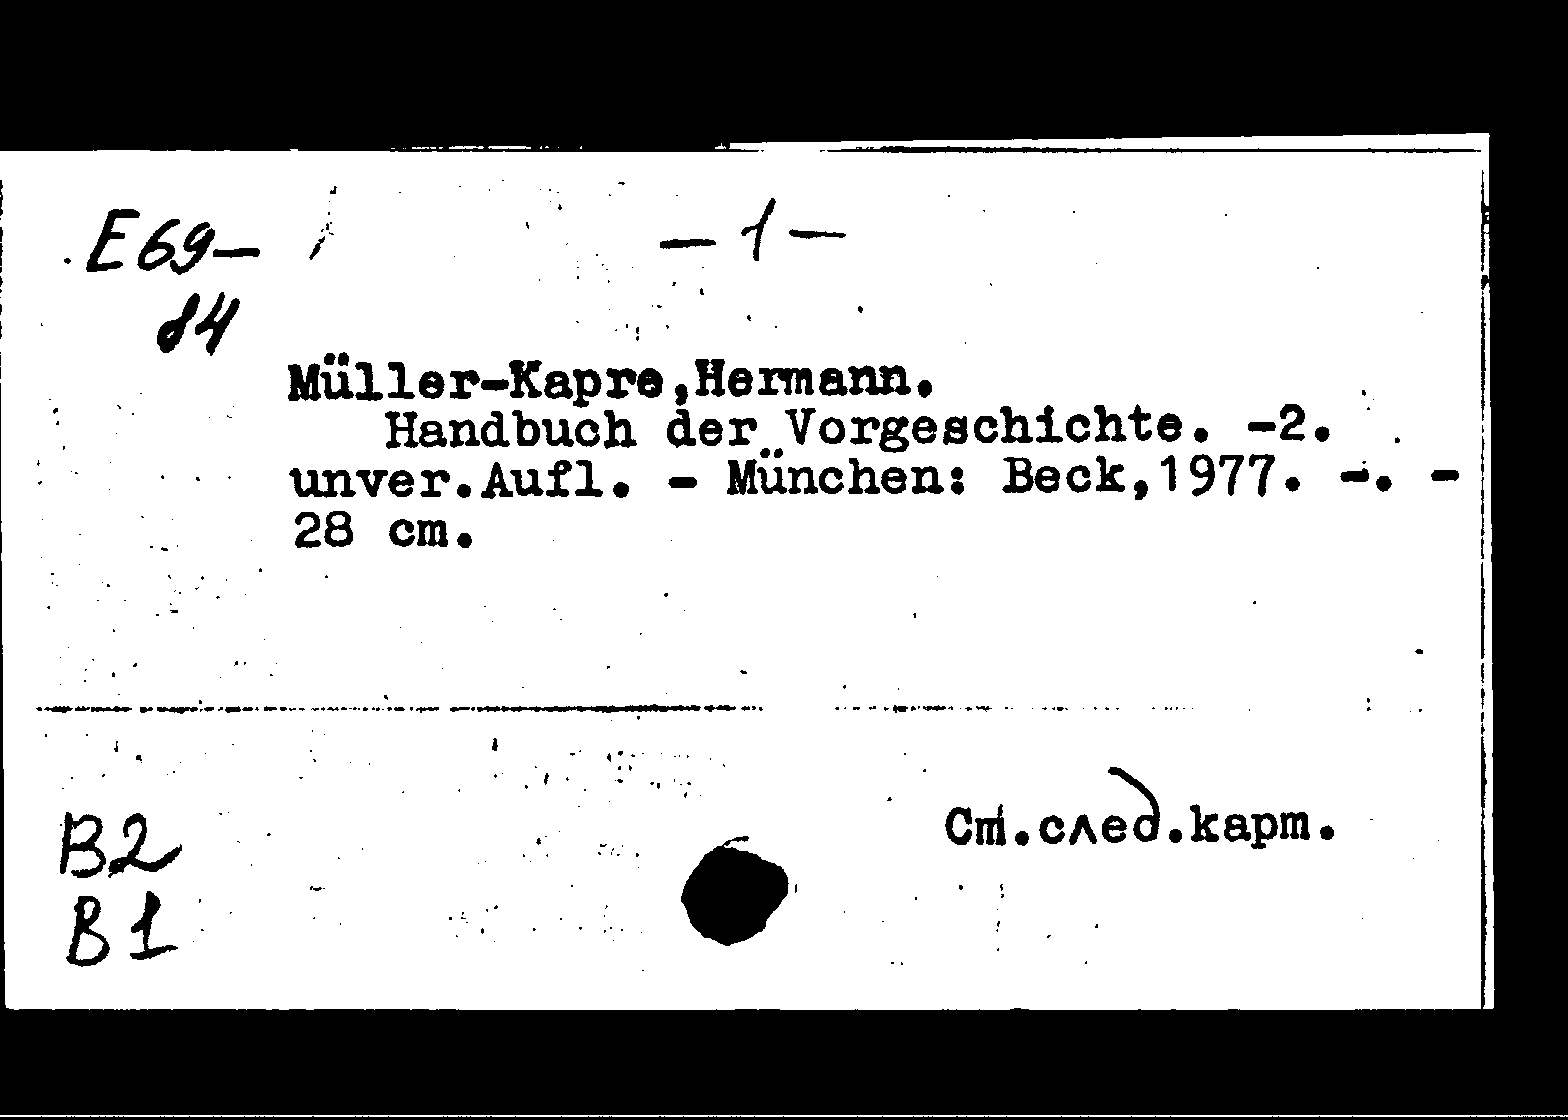 E69-
84
- 1 -
Müller-Kapre,Hermann.
Handbuch der Vorgeschichte. -2.
unver.Aufl. - München: Beck,1977. -. -
28 cm.
См.след.карт.
B2
B1